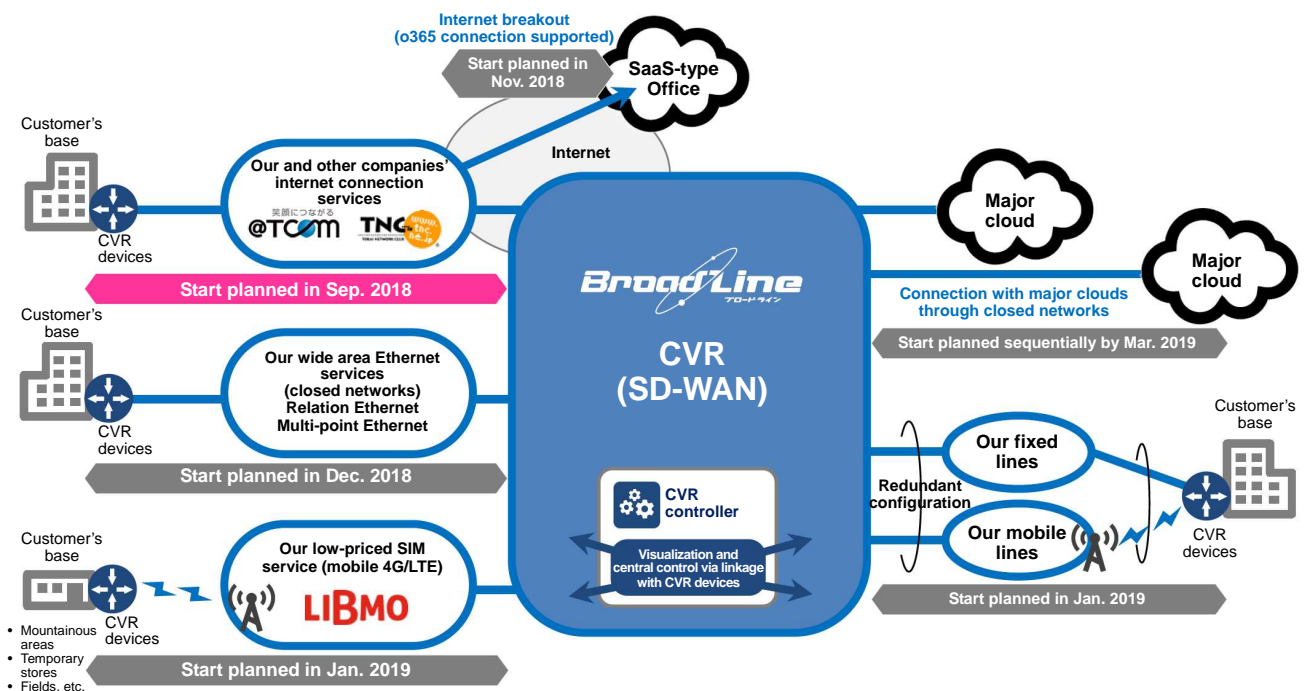 Internet breakout
(o365 connection supported)
Start planned in
Nov. 2018
SaaS-type
Office
Customer's
base
CVR
devices
Our and other companies'
internet connection
services
笑顔につながる
@TCOM
TNC
TOKAI NETWORK CLUB
www.
tnc.
ne.jp
Internet
Start planned in Sep. 2018
Major
cloud
Major
cloud
Connection with major clouds
through closed networks
Start planned sequentially by Mar. 2019
BroadLine
ブロードライン
CVR
(SD-WAN)
Customer's
base
CVR
devices
Our wide area Ethernet
services
(closed networks)
Relation Ethernet
Multi-point Ethernet
Start planned in Dec. 2018
CVR
controller
Visualization and
central control via linkage
with CVR devices
Redundant
configuration
Our fixed
lines
Our mobile
lines
Customer's
base
CVR
devices
Start planned in Jan. 2019
Customer's
base
CVR
devices
• Mountainous
areas
• Temporary
stores
• Fields, etc.
Our low-priced SIM
service (mobile 4G/LTE)
LIBMO
Start planned in Jan. 2019